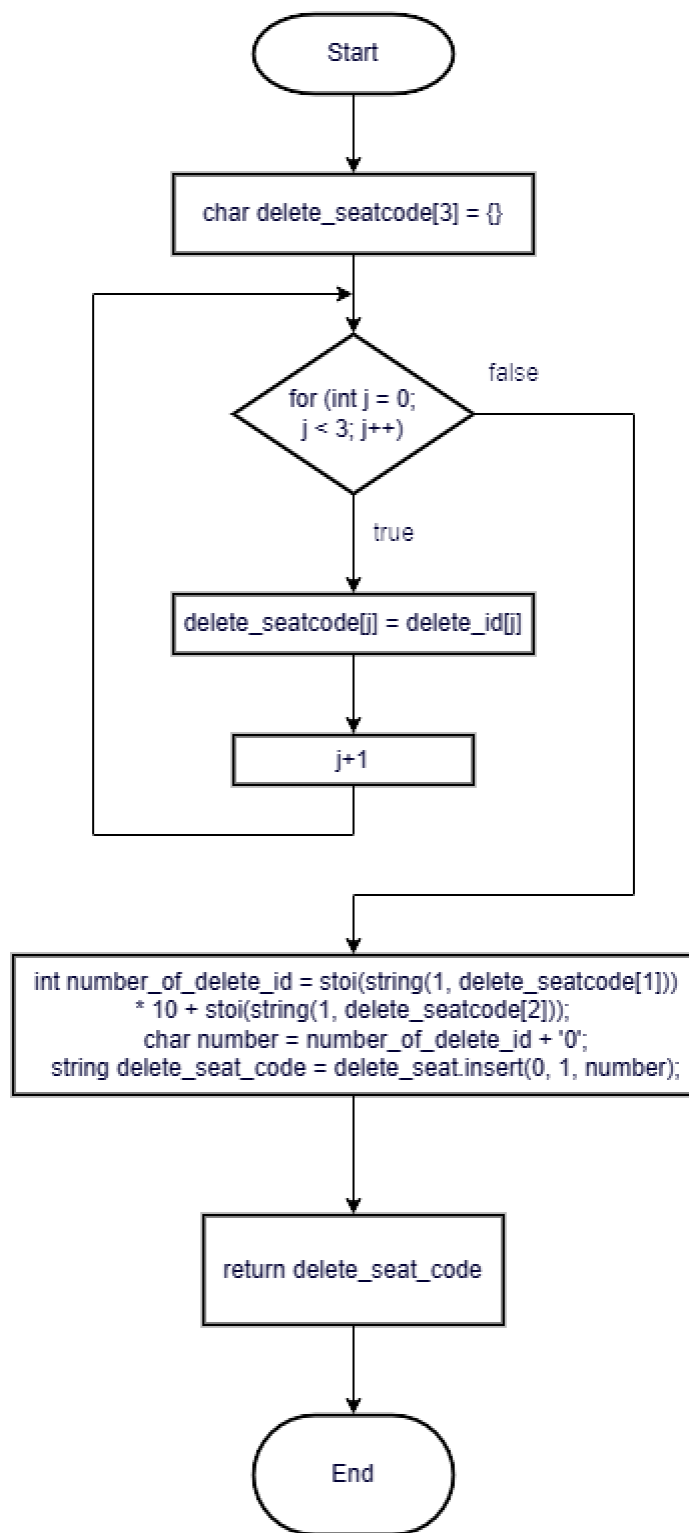 Start
char delete_seatcode[3] = {}
for (int j = 0;
j < 3; j++)
false
true
delete_seatcode[j] = delete_id[j]
j+1
int number_of_delete_id = stoi(string(1, delete_seatcode[1]))
* 10 + stoi(string(1, delete_seatcode[2]));
char number = number_of_delete_id + '0';
string delete_seat_code = delete_seat.insert(0, 1, number);
return delete_seat_code
End